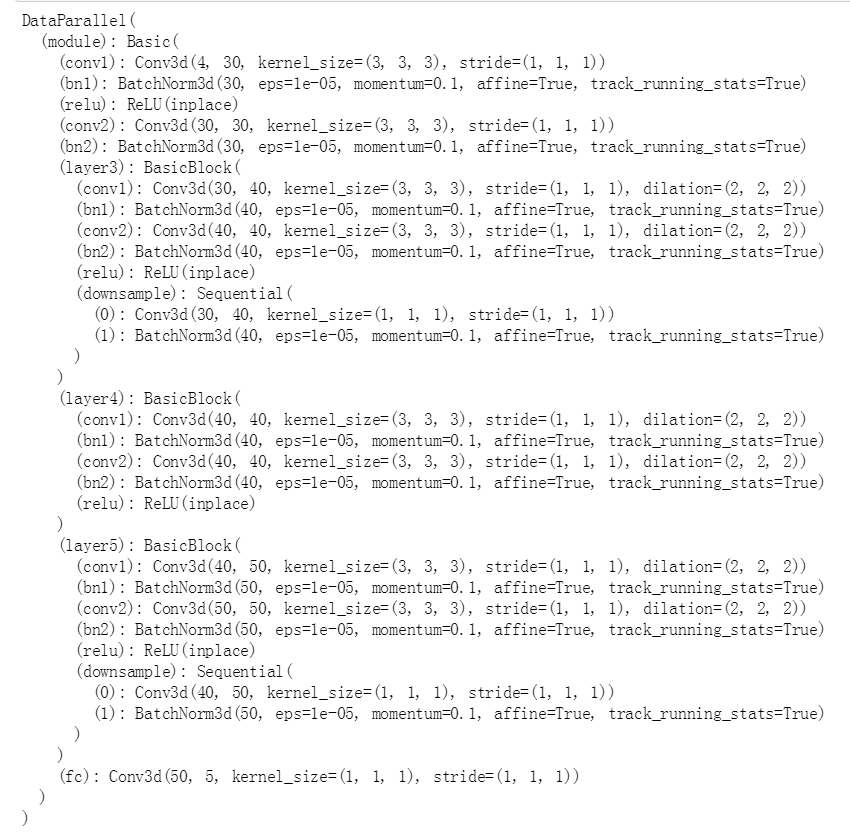 DataParallel(
  (module): Basic(
    (conv1): Conv3d(4, 30, kernel_size=(3, 3, 3), stride=(1, 1, 1))
    (bn1): BatchNorm3d(30, eps=1e-05, momentum=0.1, affine=True, track_running_stats=True)
    (relu): ReLU(inplace)
    (conv2): Conv3d(30, 30, kernel_size=(3, 3, 3), stride=(1, 1, 1))
    (bn2): BatchNorm3d(30, eps=1e-05, momentum=0.1, affine=True, track_running_stats=True)
    (layer3): BasicBlock(
      (conv1): Conv3d(30, 40, kernel_size=(3, 3, 3), stride=(1, 1, 1), dilation=(2, 2, 2))
      (bn1): BatchNorm3d(40, eps=1e-05, momentum=0.1, affine=True, track_running_stats=True)
      (conv2): Conv3d(40, 40, kernel_size=(3, 3, 3), stride=(1, 1, 1), dilation=(2, 2, 2))
      (bn2): BatchNorm3d(40, eps=1e-05, momentum=0.1, affine=True, track_running_stats=True)
      (relu): ReLU(inplace)
      (downsample): Sequential(
        (0): Conv3d(30, 40, kernel_size=(1, 1, 1), stride=(1, 1, 1))
        (1): BatchNorm3d(40, eps=1e-05, momentum=0.1, affine=True, track_running_stats=True)
      )
    )
    (layer4): BasicBlock(
      (conv1): Conv3d(40, 40, kernel_size=(3, 3, 3), stride=(1, 1, 1), dilation=(2, 2, 2))
      (bn1): BatchNorm3d(40, eps=1e-05, momentum=0.1, affine=True, track_running_stats=True)
      (conv2): Conv3d(40, 40, kernel_size=(3, 3, 3), stride=(1, 1, 1), dilation=(2, 2, 2))
      (bn2): BatchNorm3d(40, eps=1e-05, momentum=0.1, affine=True, track_running_stats=True)
      (relu): ReLU(inplace)
    )
    (layer5): BasicBlock(
      (conv1): Conv3d(40, 50, kernel_size=(3, 3, 3), stride=(1, 1, 1), dilation=(2, 2, 2))
      (bn1): BatchNorm3d(50, eps=1e-05, momentum=0.1, affine=True, track_running_stats=True)
      (conv2): Conv3d(50, 50, kernel_size=(3, 3, 3), stride=(1, 1, 1), dilation=(2, 2, 2))
      (bn2): BatchNorm3d(50, eps=1e-05, momentum=0.1, affine=True, track_running_stats=True)
      (relu): ReLU(inplace)
      (downsample): Sequential(
        (0): Conv3d(40, 50, kernel_size=(1, 1, 1), stride=(1, 1, 1))
        (1): BatchNorm3d(50, eps=1e-05, momentum=0.1, affine=True, track_running_stats=True)
      )
    )
    (fc): Conv3d(50, 5, kernel_size=(1, 1, 1), stride=(1, 1, 1))
  )
)